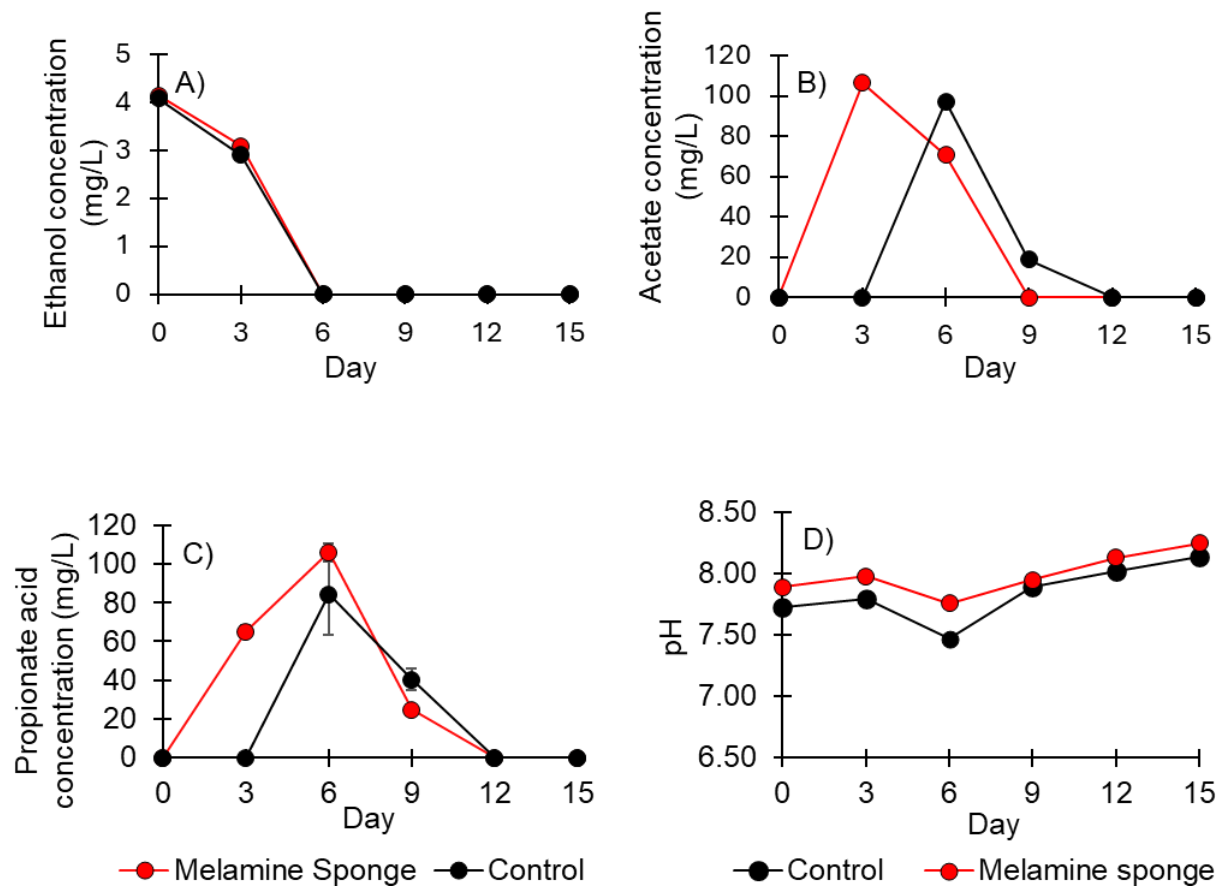 A)
Ethanol concentration
(mg/L)
5
4
3
2
1
0
0 3 6 9 12 15
Day
B)
Acetate concentration
(mg/L)
120
100
80
60
40
20
0
0 3 6 9 12 15
Day
C)
Propionate acid
concentration (mg/L)
120
100
80
60
40
20
0
0 3 6 9 12 15
Day
D)
pH
8.50
8.00
7.50
7.00
6.50
0 3 6 9 12 15
Day
Melamine Sponge Control
Control Melamine sponge